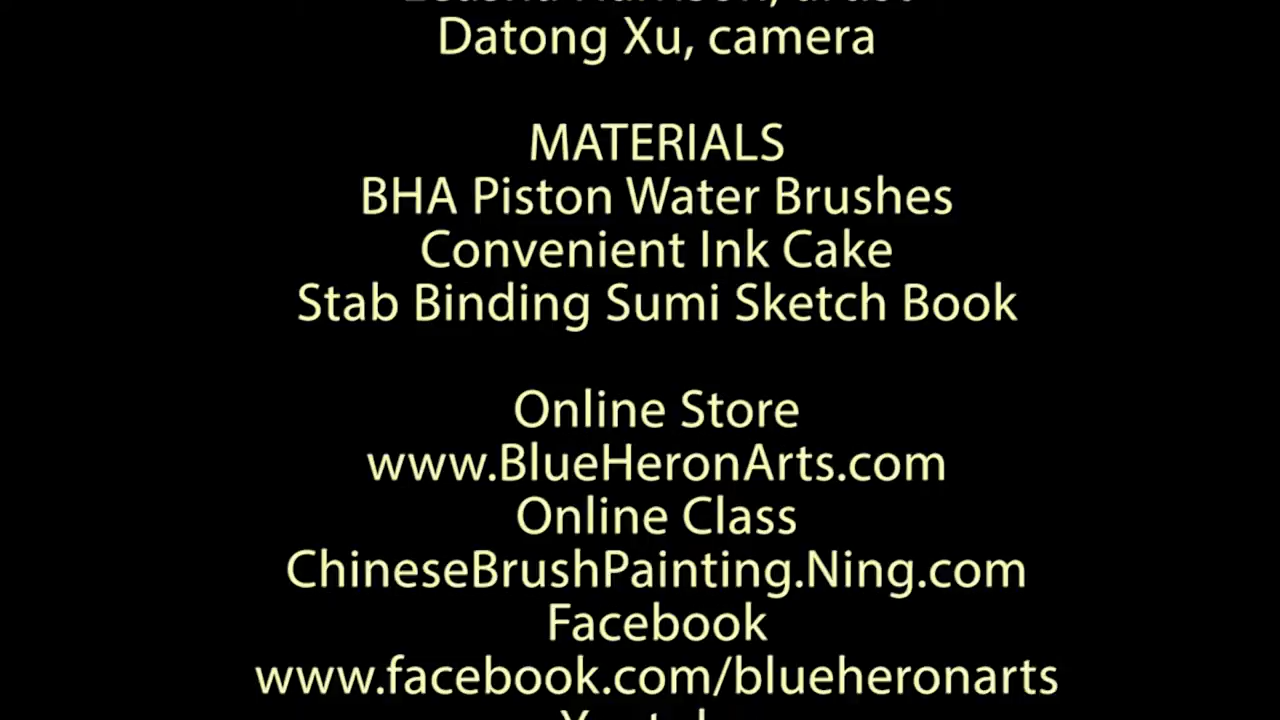 Datong Xu, camera
MATERIALS
BHA Piston Water Brushes
Convenient Ink Cake
Stab Binding Sumi Sketch Book
Online Store
www.BlueHeronArts.com
Online Class
ChineseBrushPainting.Ning.com
Facebook
www.facebook.com/blueheronarts